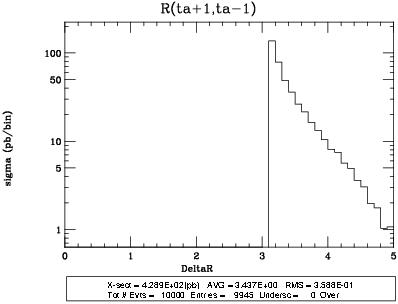 R(ta+1,ta−1)
100
50
10
5
1
sigma (pb/bin)
0 1 2 3 4 5
DeltaR
X-sect = 4.289E+02(pb) AVG = 3.437E+00 RMS = 3.588E-01
Tot # Evts = 10000 Entries = 9945 Undersc = 0 Over